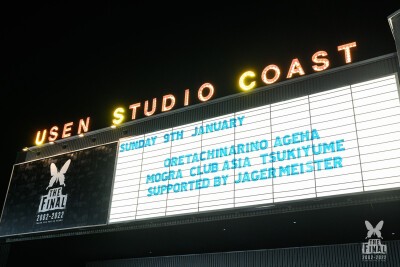 USEN STUDIO COAST
SUNDAY 9TH JANUARY
ORETACHINARINO AGEHA
MOGRA CLUB ASIA TSUKIYUME
SUPPORTED BY JAGERMEISTER
THE
FINAL
2002-2022
THE
FINAL
2002-2022